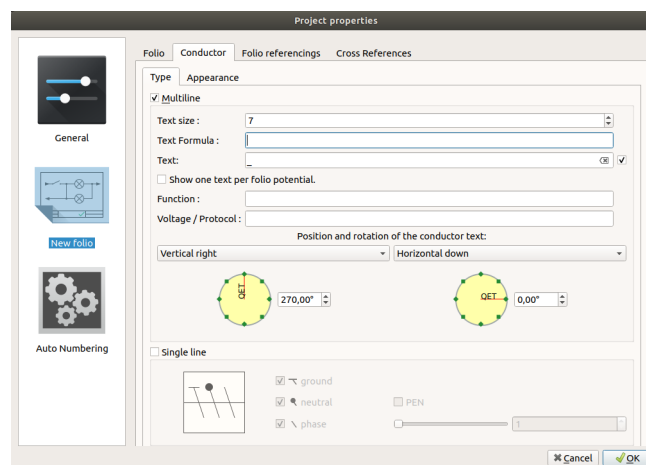 Project properties
Folio Conductor Folio referencings Cross References
Type Appearance
Multiline
Text size : 7
Text Formula :
Text: _
Show one text per folio potential.
Function :
Voltage / Protocol :
Position and rotation of the conductor text:
Vertical right Horizontal down
QET 270,00° QET 0,00°
Single line
ground
neutral PEN
phase 1
General
New folio
Auto Numbering
Cancel OK